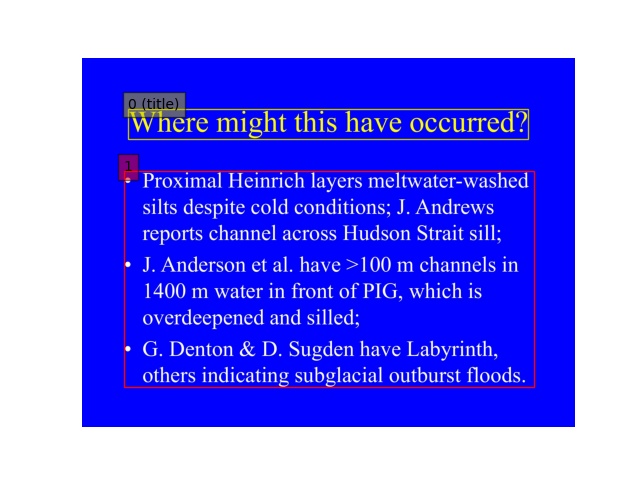 0 (title)
Where might this have occurred?
1
• Proximal Heinrich layers meltwater-washed
silts despite cold conditions; J. Andrews
reports channel across Hudson Strait sill;
• J. Anderson et al. have >100 m channels in
1400 m water in front of PIG, which is
overdeepened and silled;
• G. Denton & D. Sugden have Labyrinth,
others indicating subglacial outburst floods.